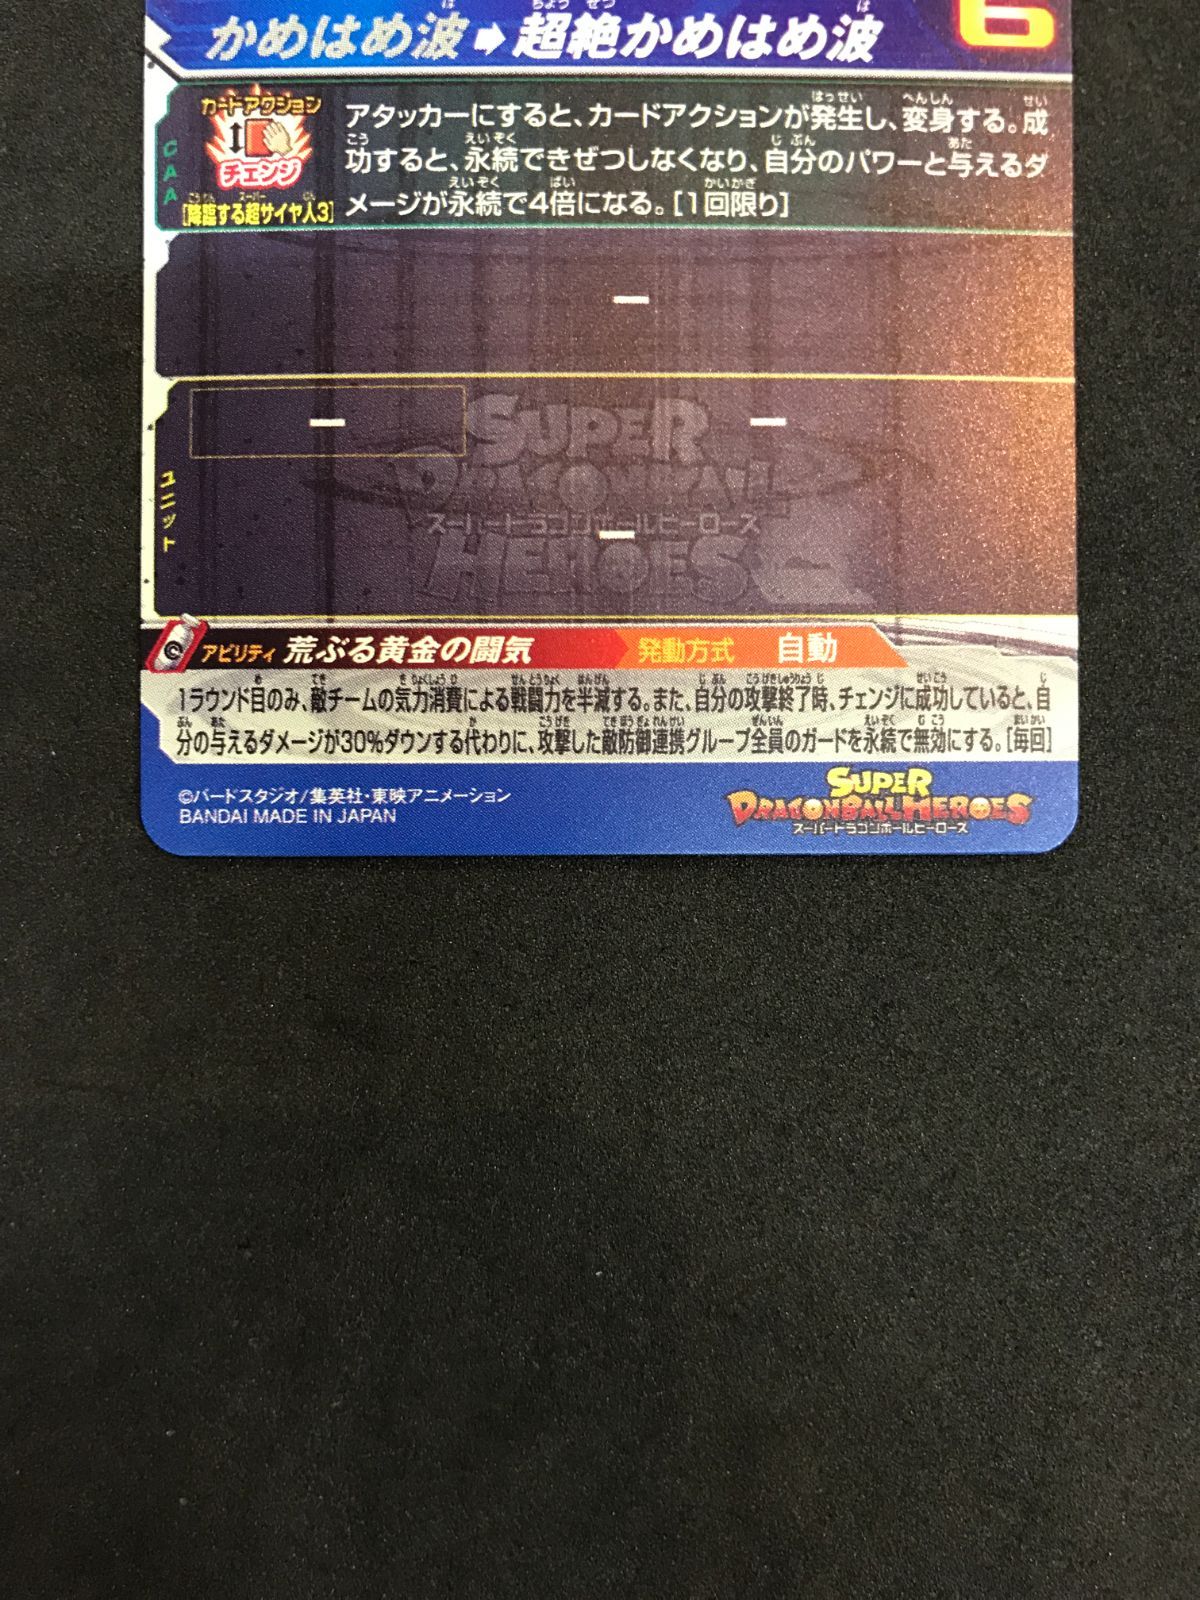 かめはめ波➡超絶かめはめ波
6
CAA
カードアクション
チェンジ
[降臨する超サイヤ人3]
アタッカーにすると、カードアクションが発生し、変身する。成
功すると、永続できぜつしなくなり、自分のパワーと与えるダ
メージが永続で4倍になる。[1回限り]
ー
ユニット
ー
ー
ー
SUPER
DRAGONBALL
スーパードラゴンボールヒーローズ
HEROES
アビリティ 荒ぶる黄金の闘気 発動方式 自動
1ラウンド目のみ、敵チームの気力消費による戦闘力を半減する。また、自分の攻撃終了時、チェンジに成功していると、自
分の与えるダメージが30%ダウンする代わりに、攻撃した敵防御連携グループ全員のガードを永続で無効にする。[毎回]
©バードスタジオ/集英社・東映アニメーション
BANDAI MADE IN JAPAN
SUPER
DRAGONBALL HEROES
スーパードラゴンボールヒーローズ